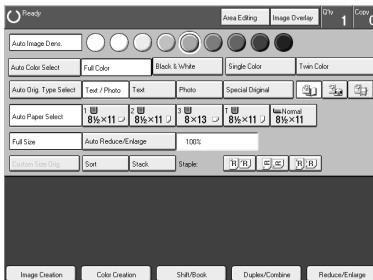 Ready Area Editing Image Overlay Q'ty 1 Copy 0
Auto Image Dens.
Auto Color Select Full Color Black & White Single Color Twin Color
Auto Orig. Type Select Text / Photo Text Photo Special Original
Auto Paper Select 1 8½×11 2 8½×11 3 8×13 T 8½×11 Normal 8½×11
Full Size Auto Reduce/Enlarge 100%
Custom Size Orig. Sort Stack Staple: R R R R R R
Image Creation Color Creation Shift/Book Duplex/Combine Reduce/Enlarge